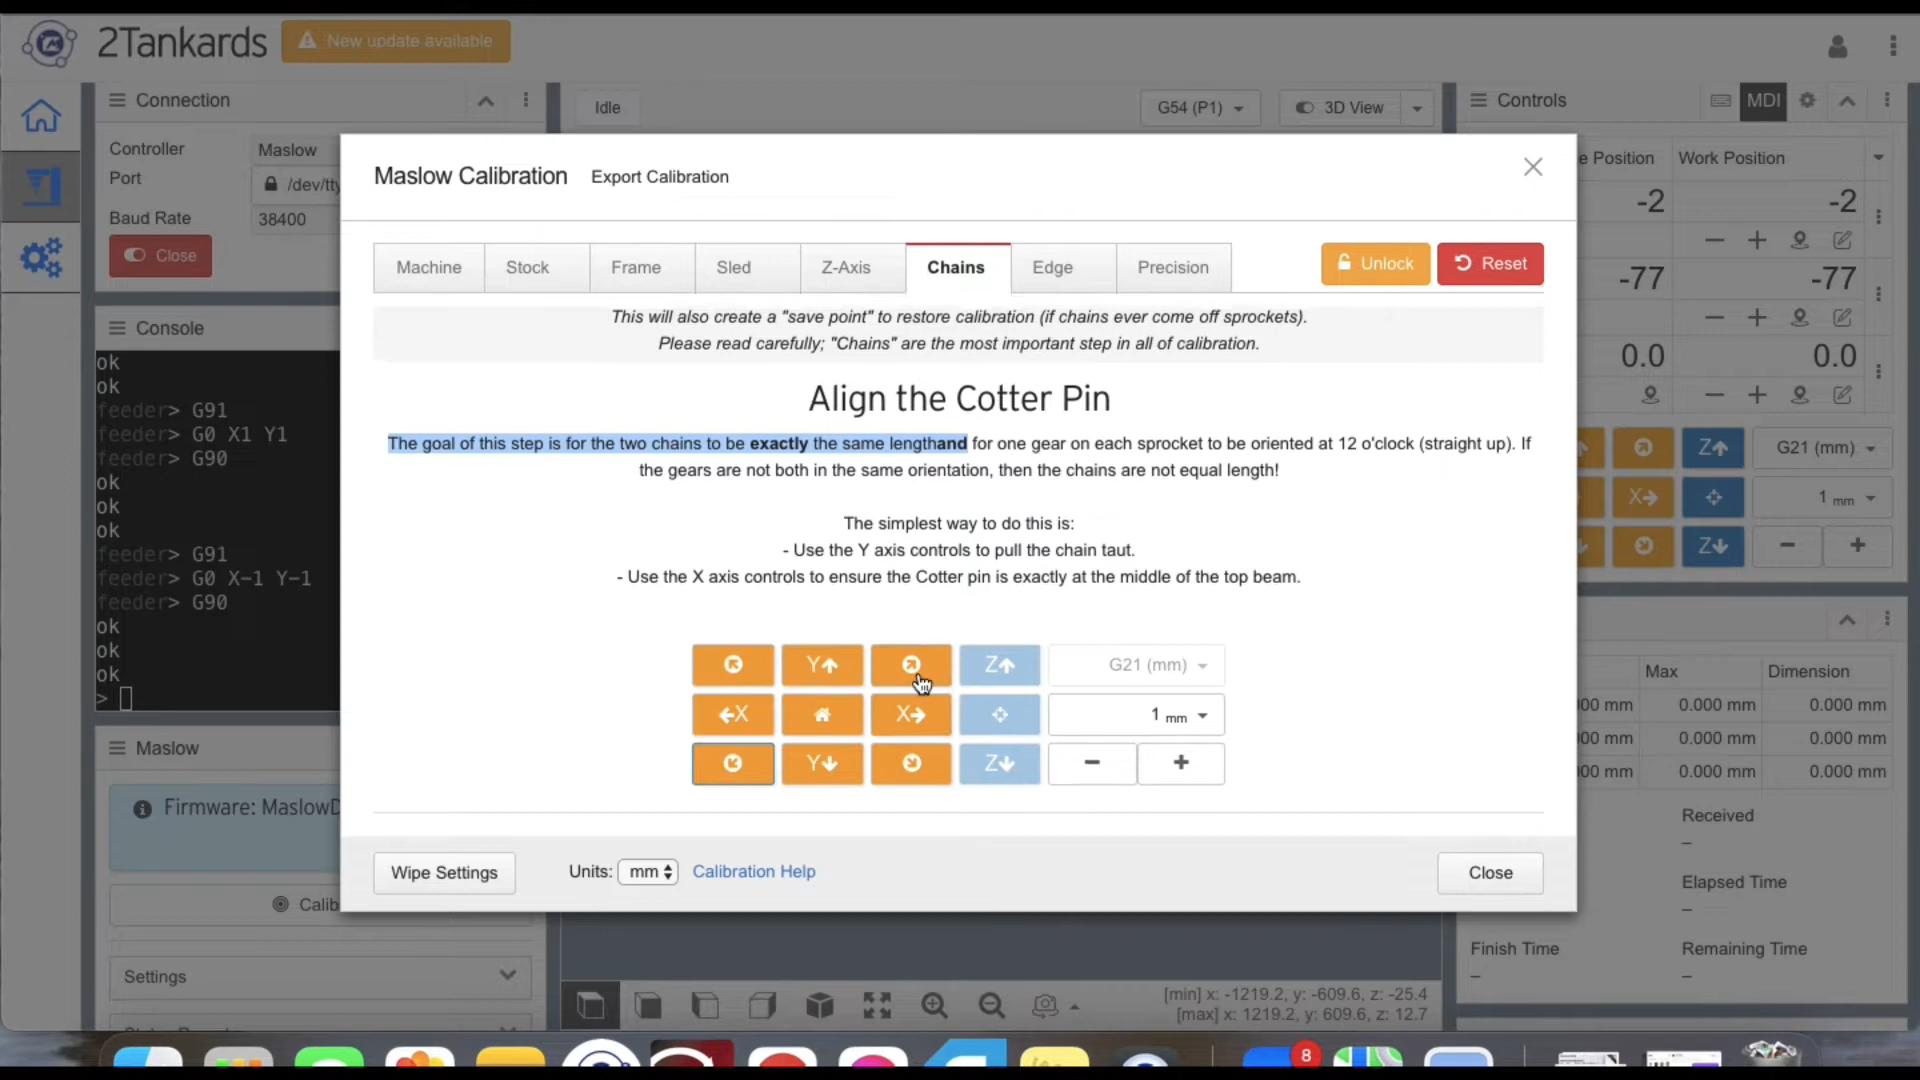 2Tankards
New update available
Connection
Controller
Maslow
Port
/dev/tty
Baud Rate
38400
Close
Console
ok
ok
feeder> G91
feeder> G0 X1 Y1
feeder> G90
ok
ok
ok
feeder> G91
feeder> G0 X-1 Y-1
feeder> G90
ok
ok
ok
>
Maslow
Firmware: MaslowD
Calib
Settings
Idle
G54 (P1)
3D View
Maslow Calibration
Export Calibration
Machine
Stock
Frame
Sled
Z-Axis
Chains
Edge
Precision
Unlock
Reset
This will also create a "save point" to restore calibration (if chains ever come off sprockets).
Please read carefully; "Chains" are the most important step in all of calibration.
Align the Cotter Pin
The goal of this step is for the two chains to be exactly the same lengthand for one gear on each sprocket to be oriented at 12 o'clock (straight up). If
the gears are not both in the same orientation, then the chains are not equal length!
The simplest way to do this is:
- Use the Y axis controls to pull the chain taut.
- Use the X axis controls to ensure the Cotter pin is exactly at the middle of the top beam.
Y
Z
G21 (mm)
X
X
1 mm
Y
Z
Wipe Settings
Units:
mm
Calibration Help
Close
[min] x: -1219.2, y: -609.6, z: -25.4
[max] x: 1219.2, y: 609.6, z: 12.7
Controls
MDI
e Position
Work Position
-2
-2
-77
-77
0.0
0.0
Z
G21 (mm)
X
1 mm
Z
Max
Dimension
00 mm
0.000 mm
0.000 mm
00 mm
0.000 mm
0.000 mm
00 mm
0.000 mm
0.000 mm
Received
–
Elapsed Time
–
Finish Time
Remaining Time
–
–
8